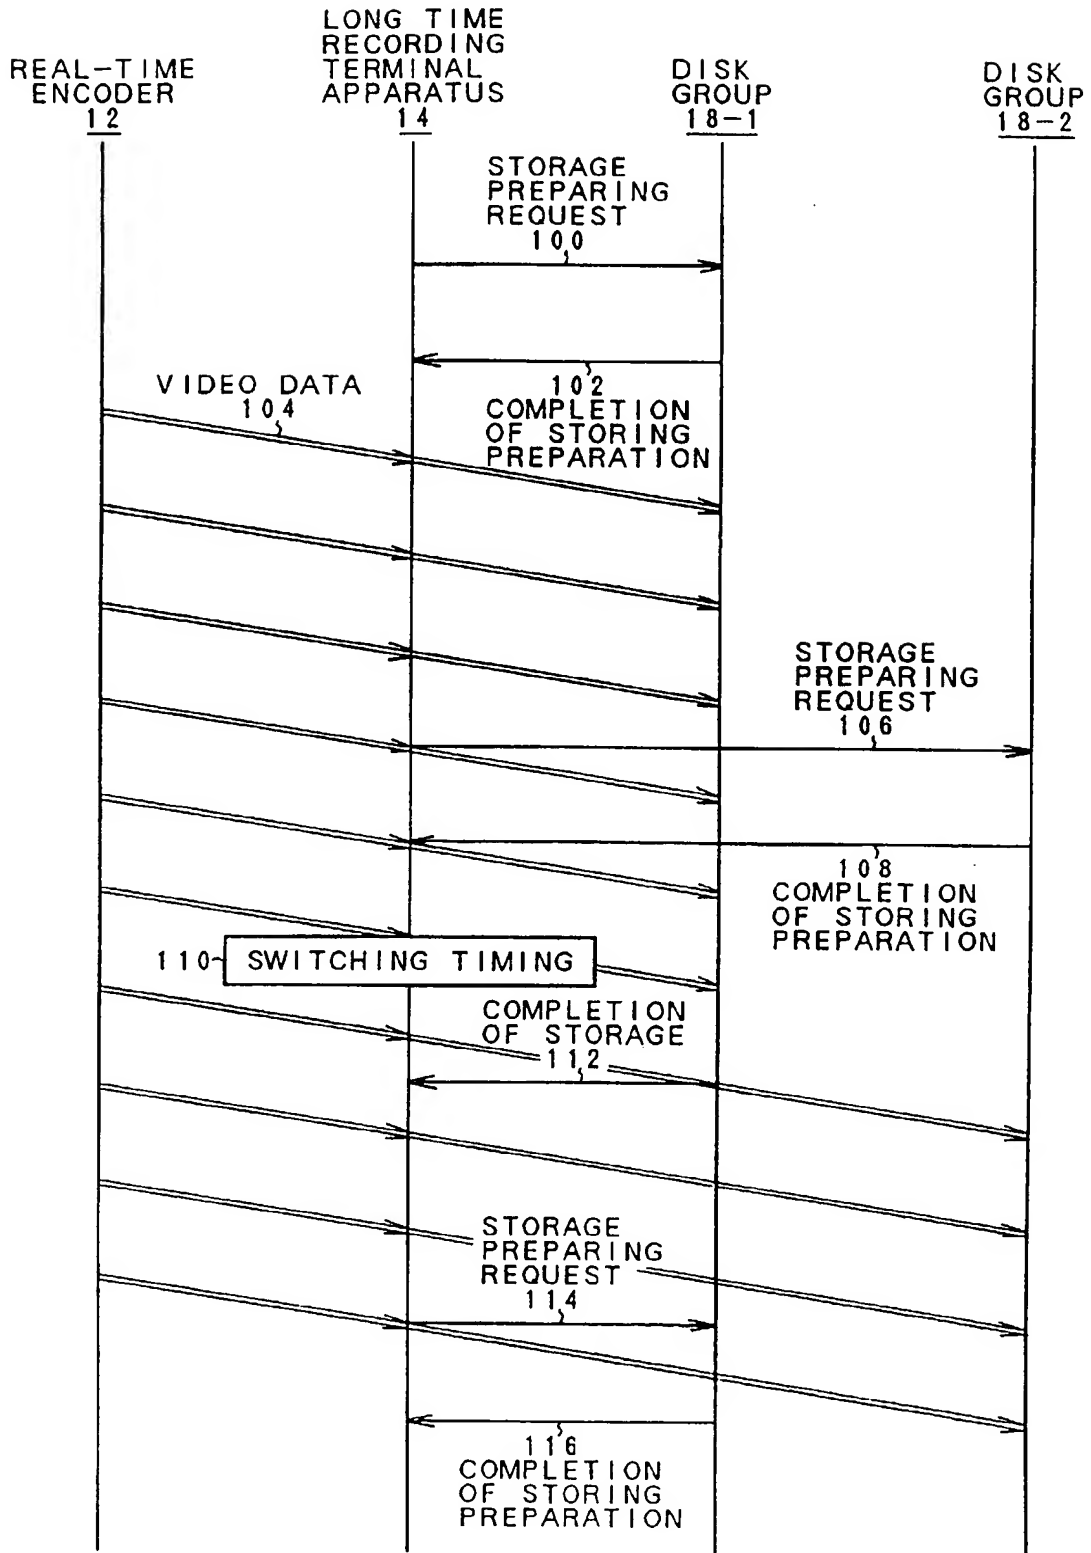 REAL-TIME
ENCODER
12
LONG TIME
RECORDING
TERMINAL
APPARATUS
14
DISK
GROUP
18-1
DISK
GROUP
18-2
STORAGE
PREPARING
REQUEST
100
102
COMPLETION
OF STORING
PREPARATION
VIDEO DATA
104
STORAGE
PREPARING
REQUEST
106
108
COMPLETION
OF STORING
PREPARATION
110
SWITCHING TIMING
COMPLETION
OF STORAGE
112
STORAGE
PREPARING
REQUEST
114
116
COMPLETION
OF STORING
PREPARATION